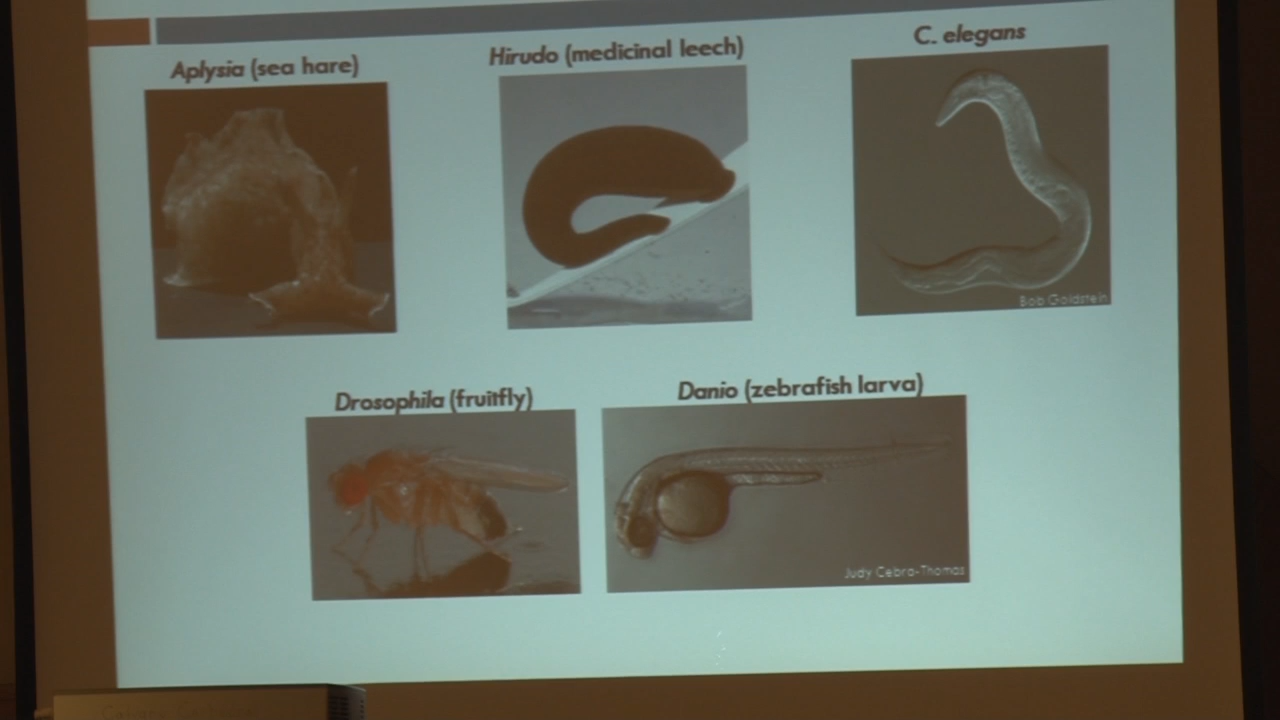 Aplysia (sea hare)
Hirudo (medicinal leech)
C. elegans
Bob Goldstein
Drosophila (fruitfly)
Danio (zebrafish larva)
Judy Cebra-Thomas